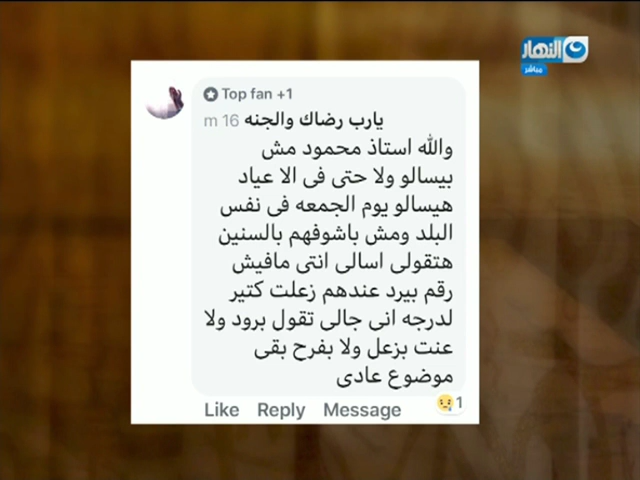 النهار
مباشر
Top fan +1
يارب رضاك والجنه 16 m
والله استاذ محمود مش
بيسالو ولا حتى فى الا عياد
هيسالو يوم الجمعه فى نفس
البلد ومش باشوفهم بالسنين
هتقولى اسالى انتى مافيش
رقم بيرد عندهم زعلت كتير
لدرجه انى جالى تقول برود ولا
عنت بزعل ولا بفرح بقى
موضوع عادى
Like Reply Message 1